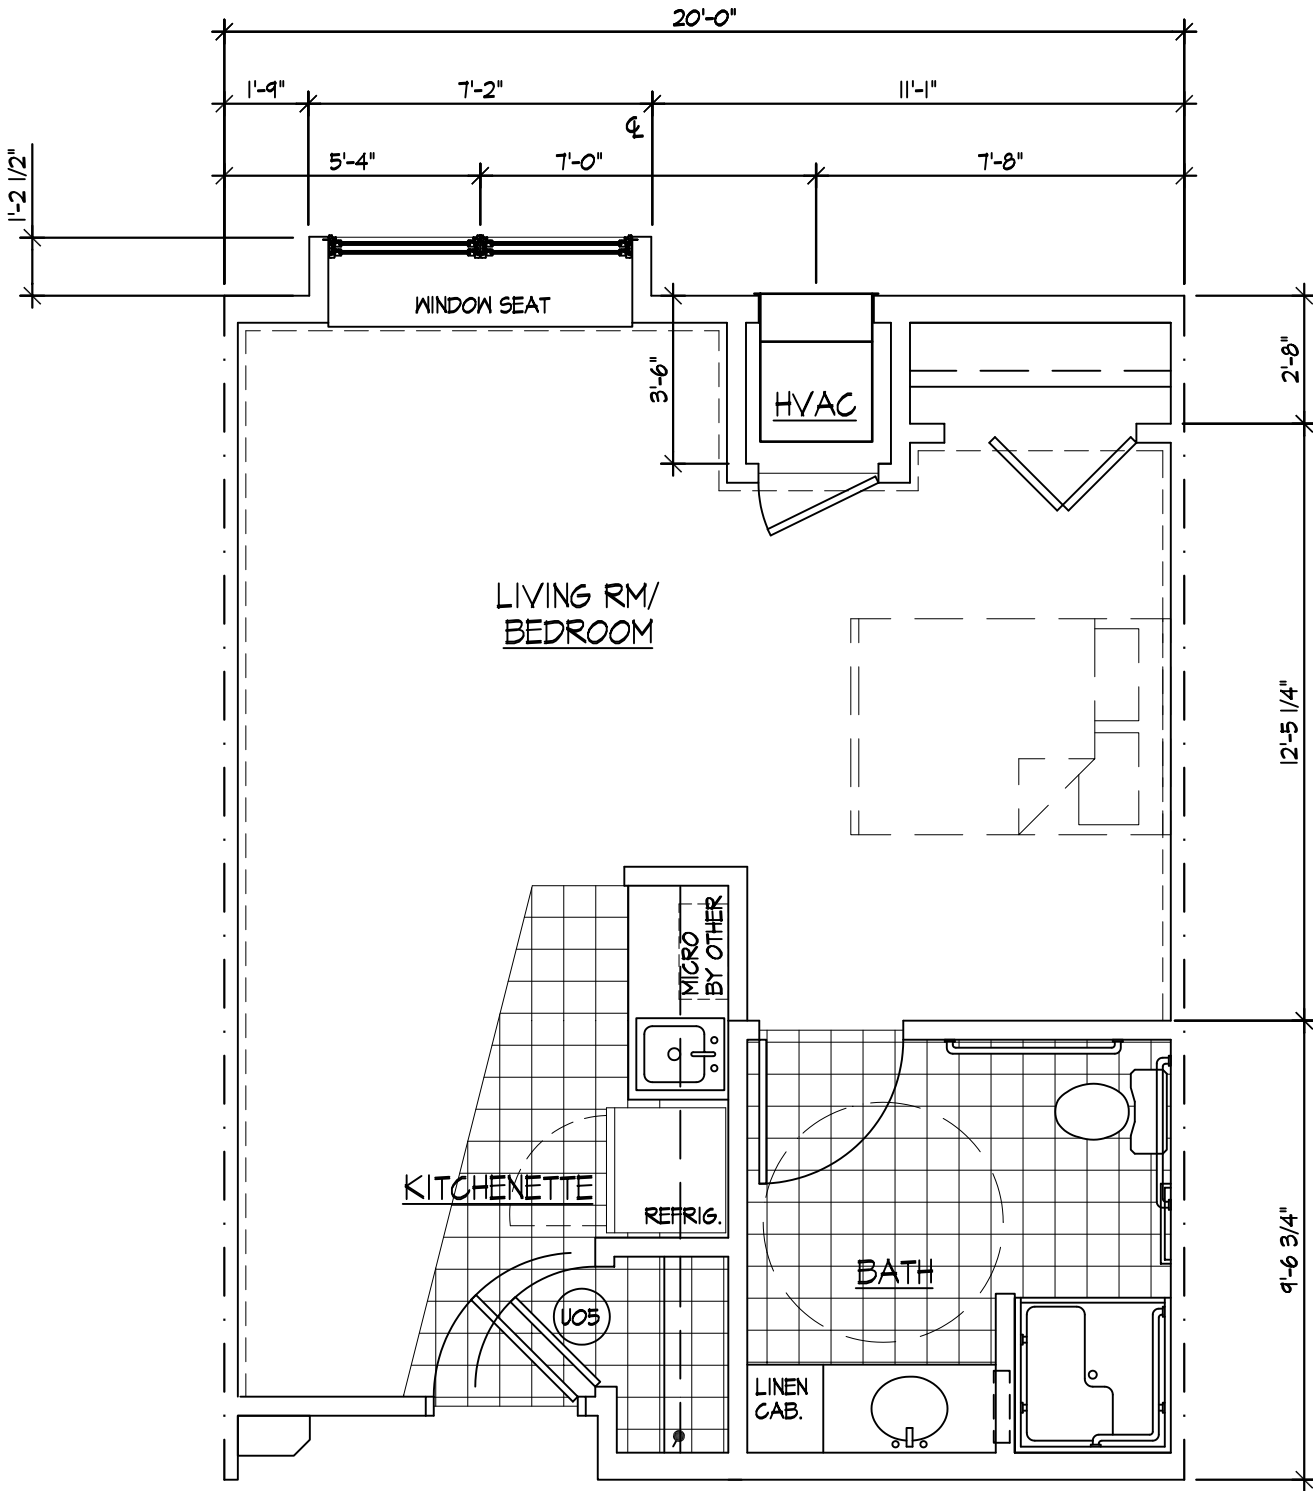 20'-0"
1'-9"
7'-2"
11'-1"
℄
5'-4"
7'-0"
7'-8"
1'-2 1/2"
WINDOW SEAT
3'-6"
HVAC
2'-8"
LIVING RM/
BEDROOM
12'-5 1/4"
MICRO
BY OTHER
KITCHENETTE
REFRIG.
BATH
9'-6 3/4"
U05
LINEN
CAB.